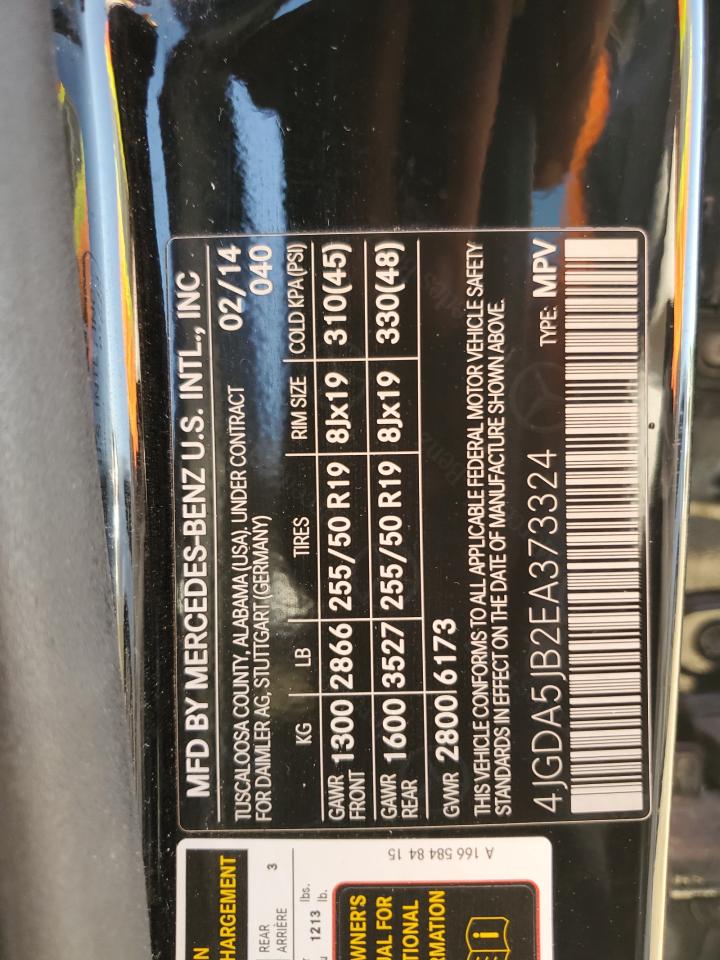 MFD BY MERCEDES-BENZ U.S. INTL., INC
TUSCALOOSA COUNTY, ALABAMA (USA), UNDER CONTRACT 02/14
FOR DAIMLER AG, STUTTGART (GERMANY) 040
KG LB TIRES RIM SIZE COLD KPA (PSI)
GAWR FRONT 1300 2866 255/50 R19 8Jx19 310(45)
GAWR REAR 1600 3527 255/50 R19 8Jx19 330(48)
GVWR 2800 6173
THIS VEHICLE CONFORMS TO ALL APPLICABLE FEDERAL MOTOR VEHICLE SAFETY
STANDARDS IN EFFECT ON THE DATE OF MANUFACTURE SHOWN ABOVE.
4JGDA5JB2EA373324 TYPE: MPV
A 166 584 84 15
HARGEMENT
REAR
ARRIÈRE 3
lbs.
1213 lb.
WNER'S
UAL FOR
TIONAL
RMATION
i